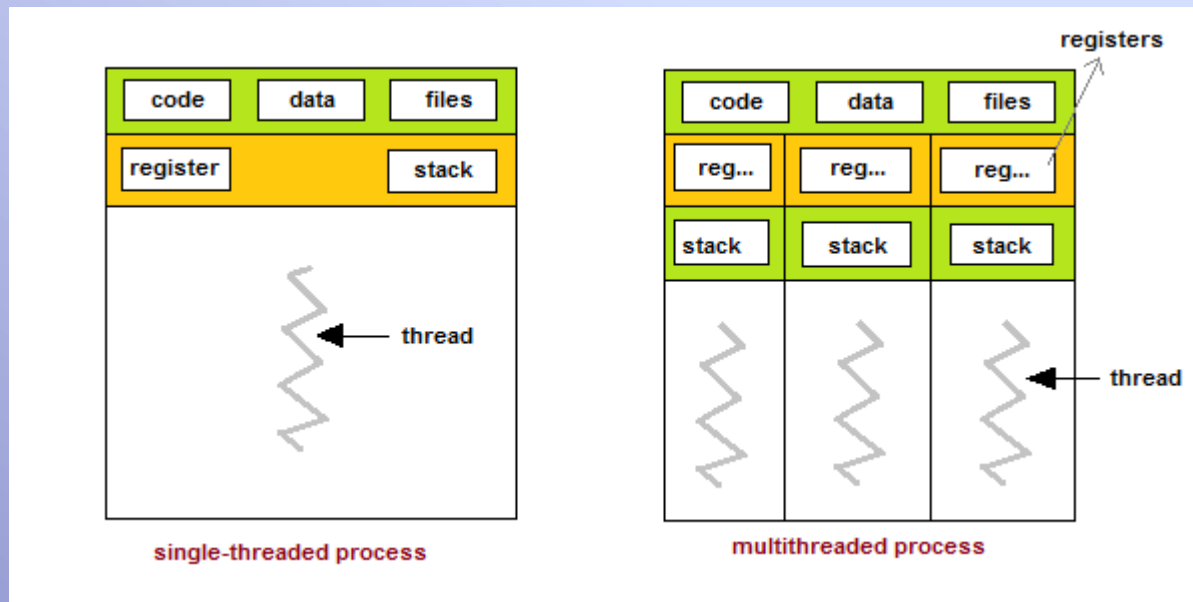 registers
code data files
register stack
thread
single-threaded process
code data files
reg... reg... reg...
stack stack stack
thread
multithreaded process